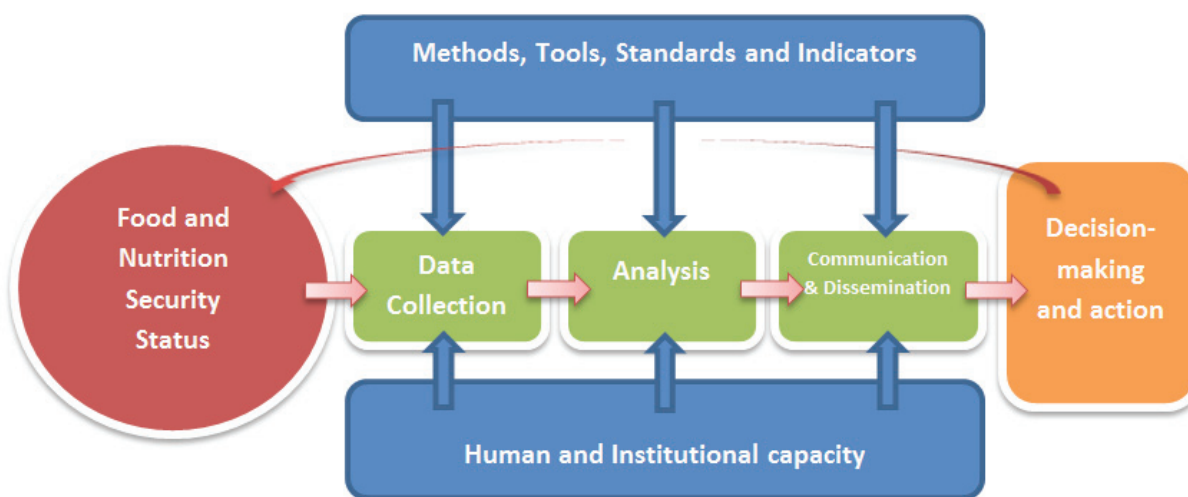 Methods, Tools, Standards and Indicators
Food and
Nutrition
Security
Status
Data
Collection
Analysis
Communication
& Dissemination
Decision-
making
and action
Human and Institutional capacity